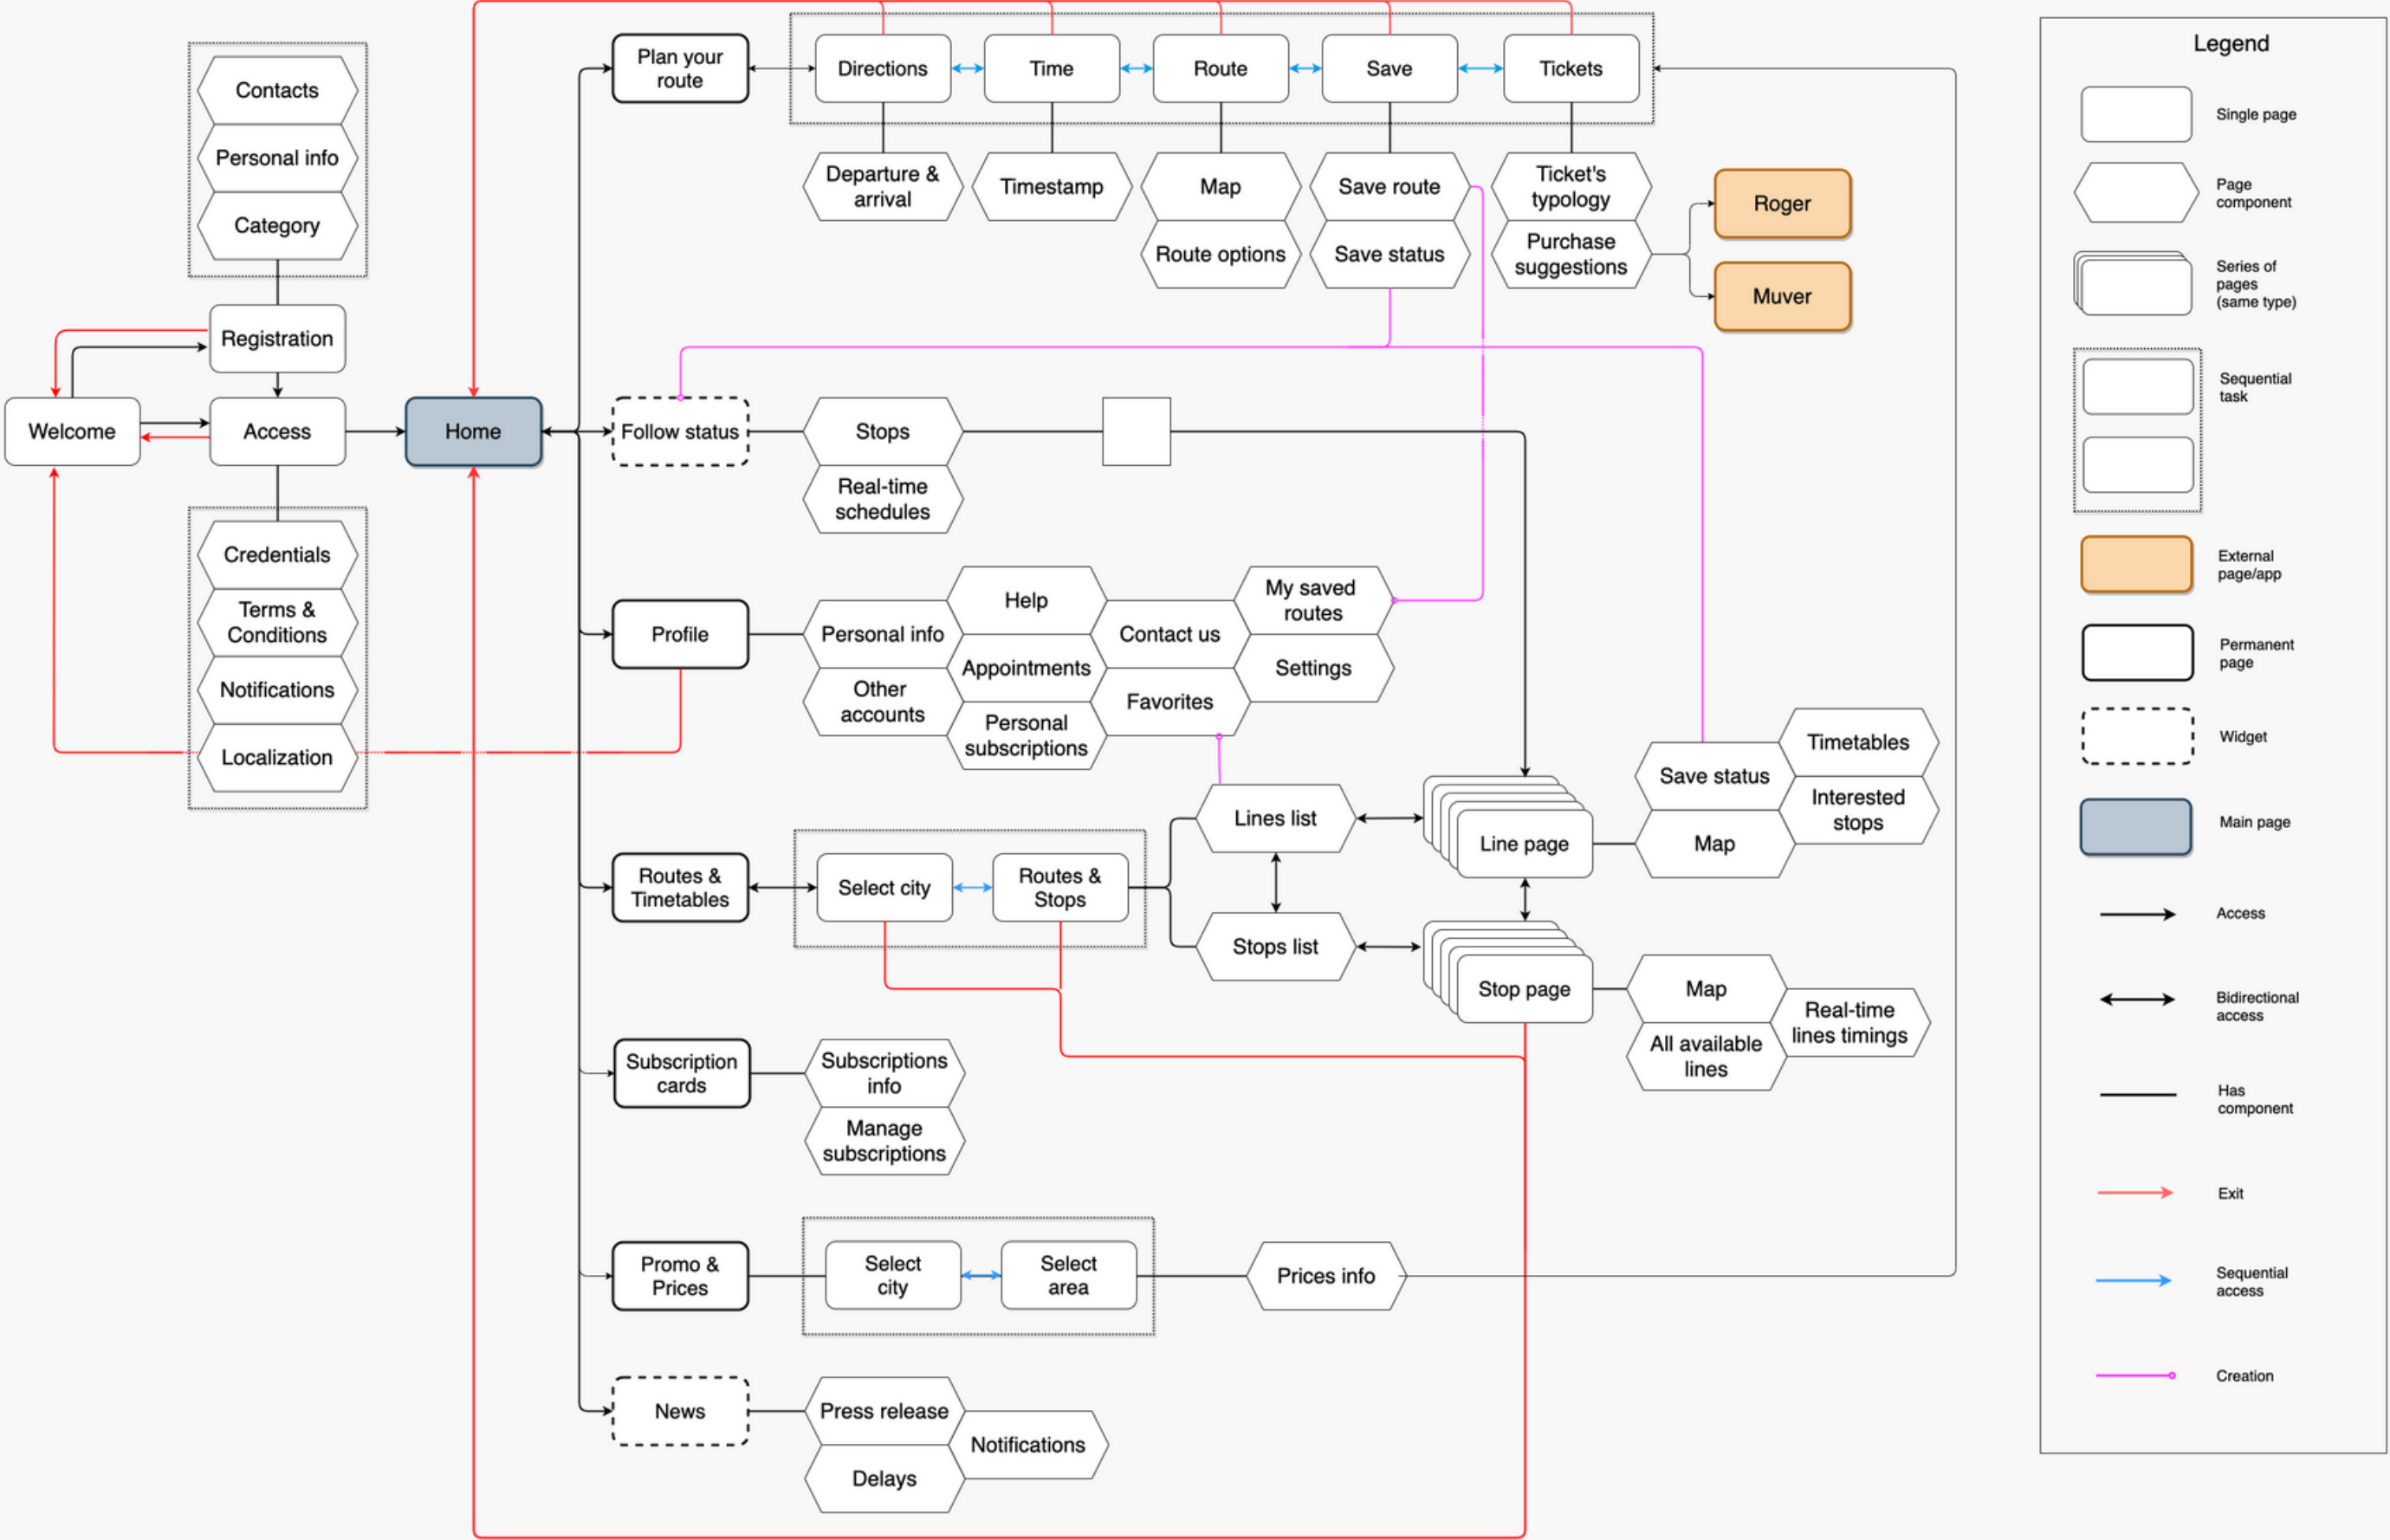 Contacts
Personal info
Category
Registration
Welcome
Access
Home
Credentials
Terms &
Conditions
Notifications
Localization
Plan your
route
Directions
Time
Route
Save
Tickets
Departure &
arrival
Timestamp
Map
Route options
Save route
Save status
Ticket's
typology
Purchase
suggestions
Roger
Muver
Follow status
Stops
Real-time
schedules
Profile
Personal info
Other
accounts
Help
Appointments
Personal
subscriptions
Contact us
Favorites
My saved
routes
Settings
Routes &
Timetables
Select city
Routes &
Stops
Lines list
Stops list
Line page
Save status
Map
Timetables
Interested
stops
Stop page
Map
All available
lines
Real-time
lines timings
Subscription
cards
Subscriptions
info
Manage
subscriptions
Promo &
Prices
Select
city
Select
area
Prices info
News
Press release
Delays
Notifications
Legend
Single page
Page
component
Series of
pages
(same type)
Sequential
task
External
page/app
Permanent
page
Widget
Main page
Access
Bidirectional
access
Has
component
Exit
Sequential
access
Creation